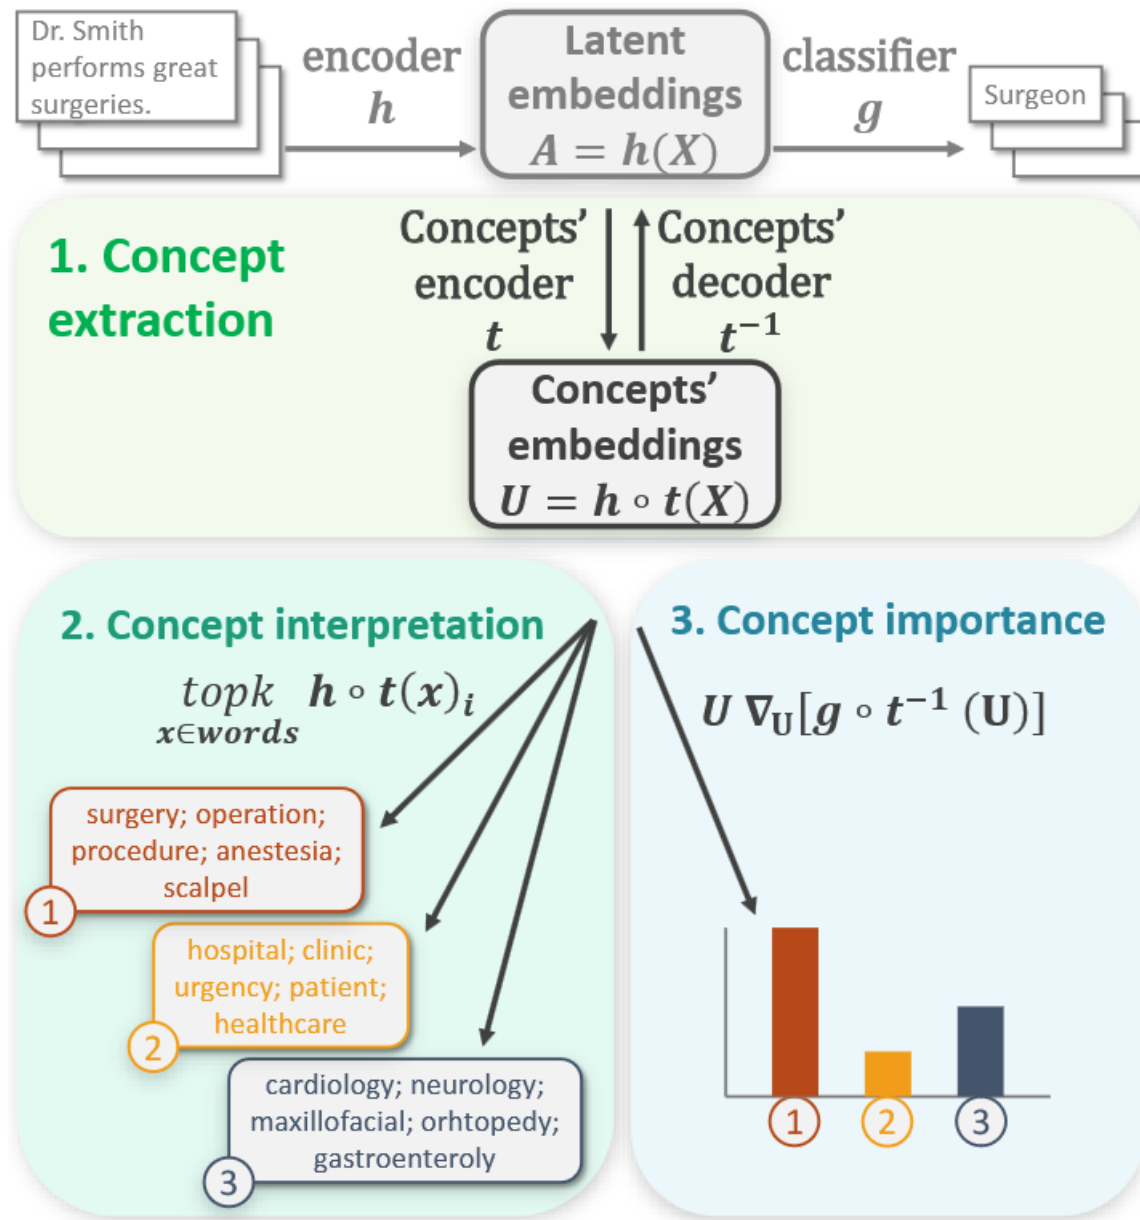 Dr. Smith
performs great
surgeries.
encoder
h
Latent
embeddings
A = h(X)
classifier
g
Surgeon
1. Concept
extraction
Concepts’
encoder
t
Concepts’
decoder
t⁻¹
Concepts’
embeddings
U = h ∘ t(X)
2. Concept interpretation
topk h ∘ t(x)ᵢ
x∈words
surgery; operation;
procedure; anestesia;
scalpel
1
hospital; clinic;
urgency; patient;
healthcare
2
cardiology; neurology;
maxillofacial; orhtopedy;
gastroenteroly
3
3. Concept importance
U ∇_U[g ∘ t⁻¹ (U)]
1 2 3